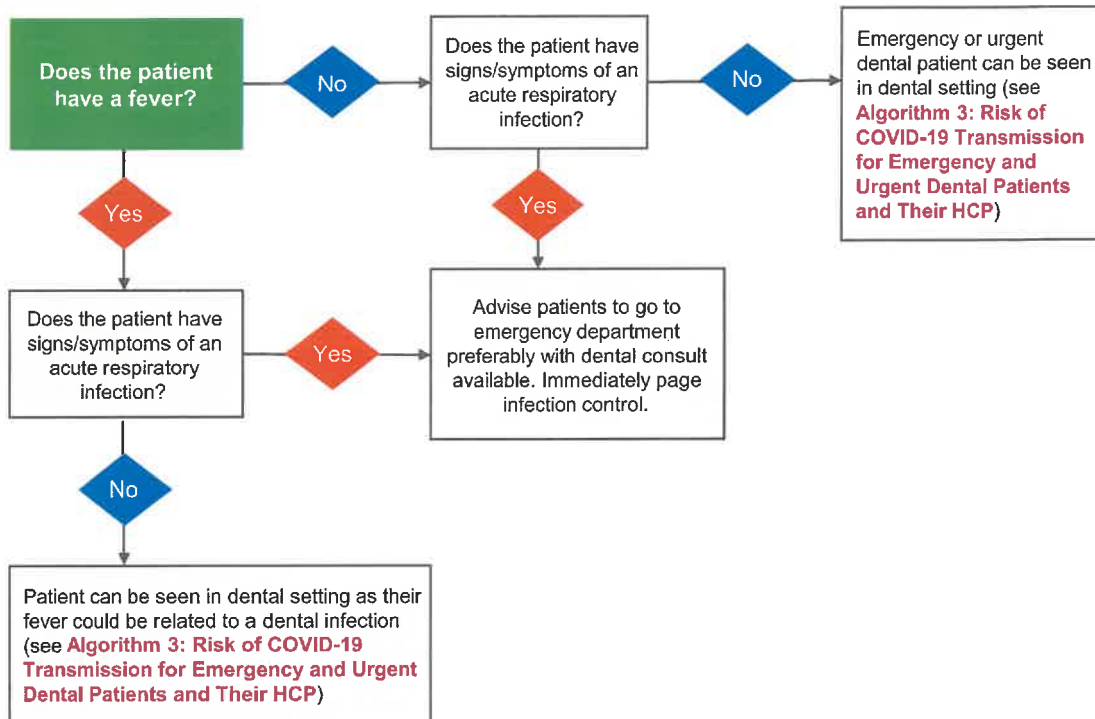 Does the patient
have a fever?
No
Does the patient have
signs/symptoms of an
acute respiratory
infection?
No
Emergency or urgent
dental patient can be seen
in dental setting (see
Algorithm 3: Risk of
COVID-19 Transmission
for Emergency and
Urgent Dental Patients
and Their HCP)
Yes
Yes
Does the patient have
signs/symptoms of an
acute respiratory
infection?
Yes
Advise patients to go to
emergency department
preferably with dental consult
available. Immediately page
infection control.
No
Patient can be seen in dental setting as their
fever could be related to a dental infection
(see Algorithm 3: Risk of COVID-19
Transmission for Emergency and Urgent
Dental Patients and Their HCP)